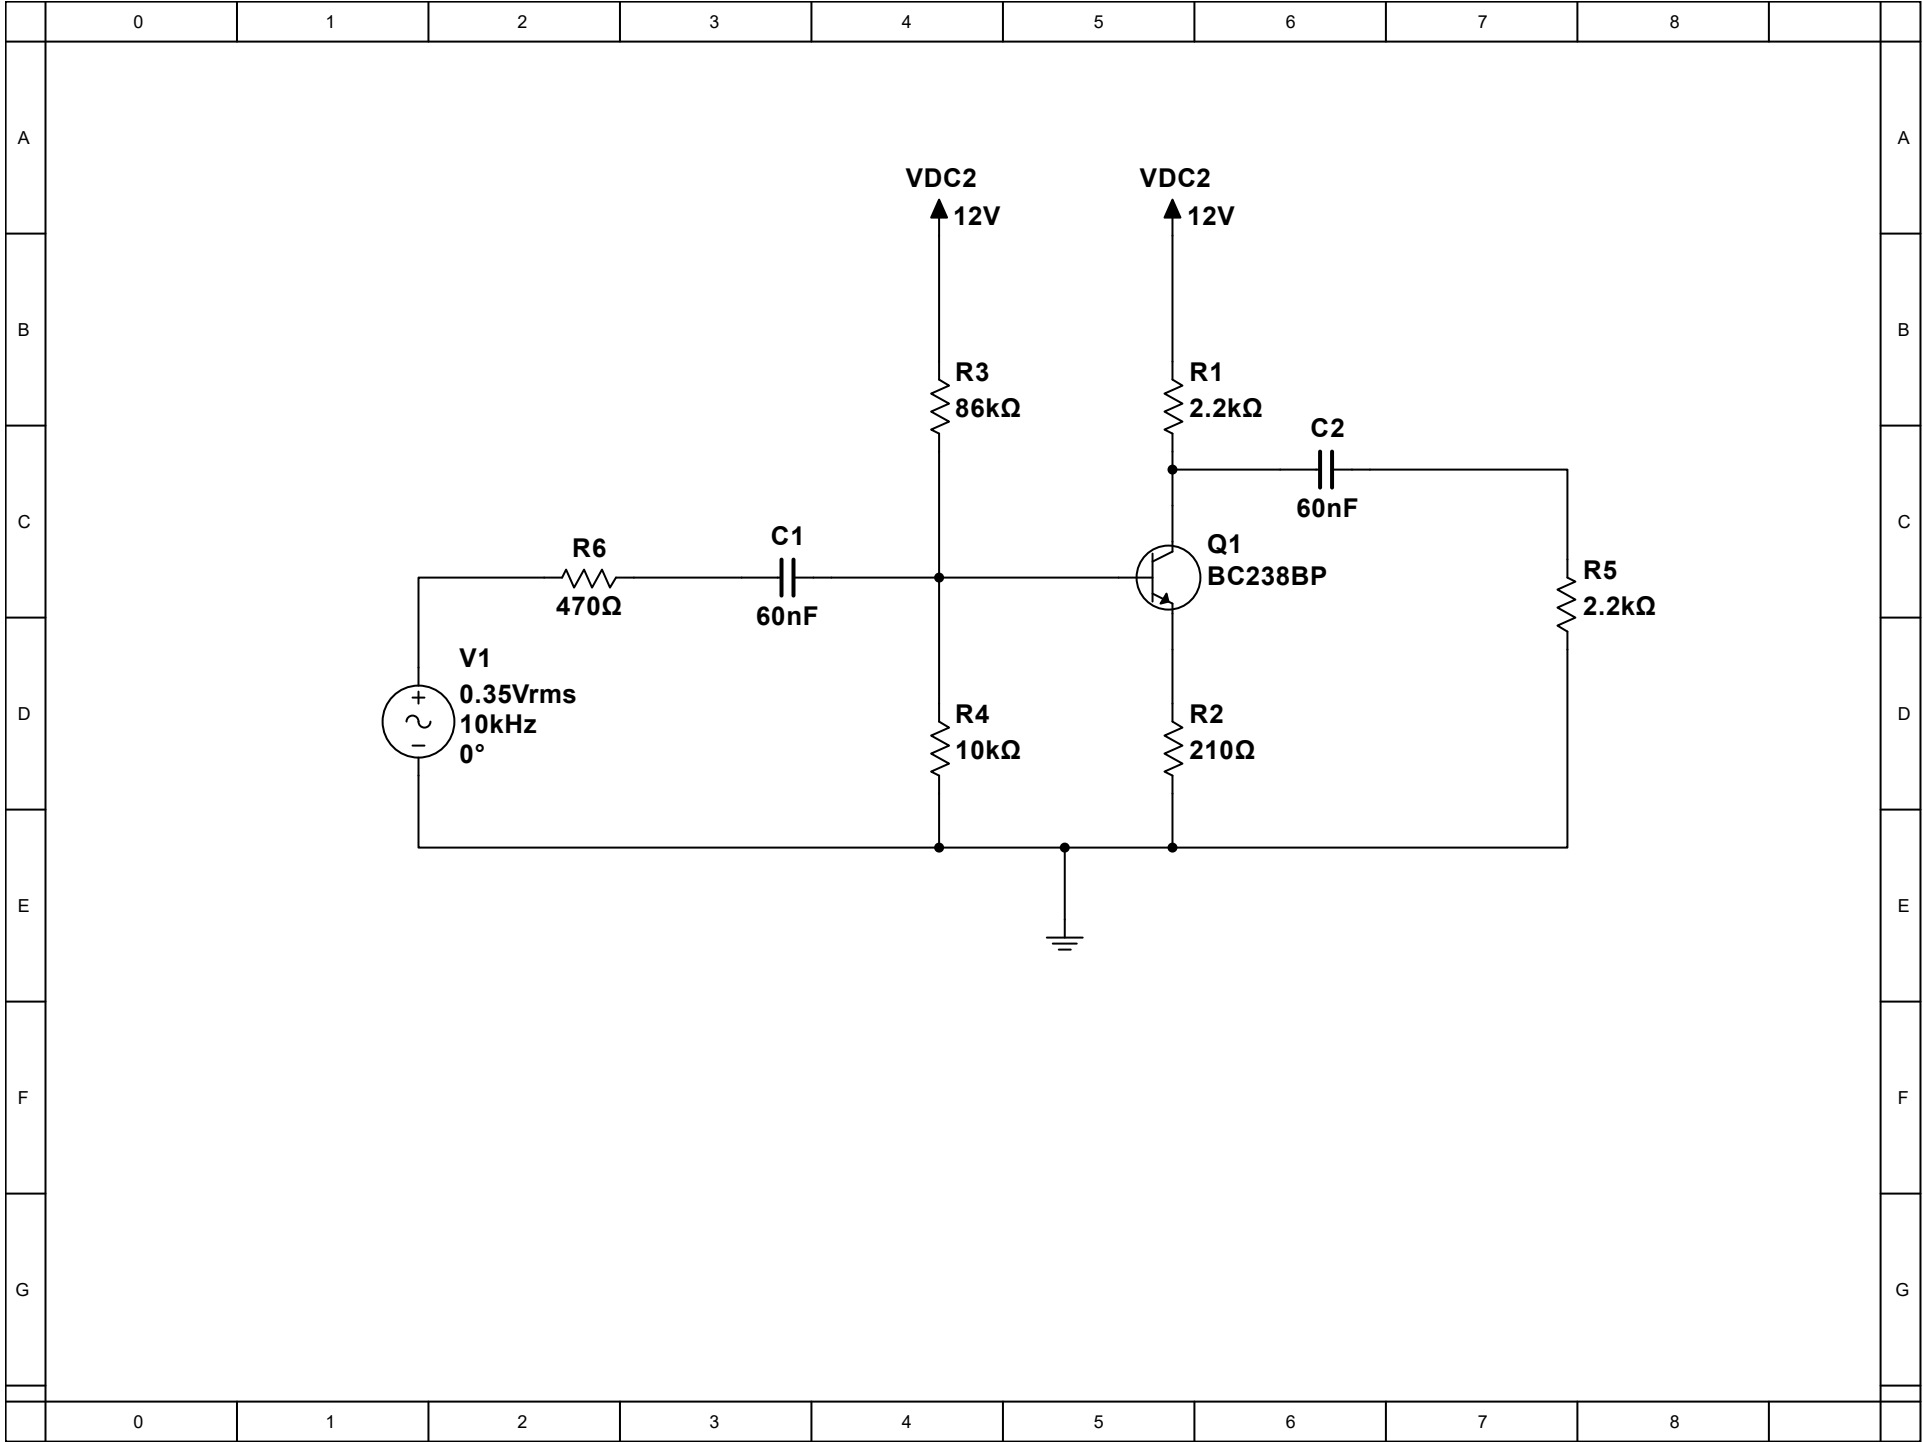 0 1 2 3 4 5 6 7 8
A A
VDC2 VDC2
12V 12V
B B
R3 R1
86kΩ 2.2kΩ
C2
60nF
C C
C1
R6
Q1
BC238BP
R5
470Ω
2.2kΩ
60nF
V1
0.35Vrms
10kHz
0°
D D
R4 R2
10kΩ 210Ω
E E
F F
G G
0 1 2 3 4 5 6 7 8